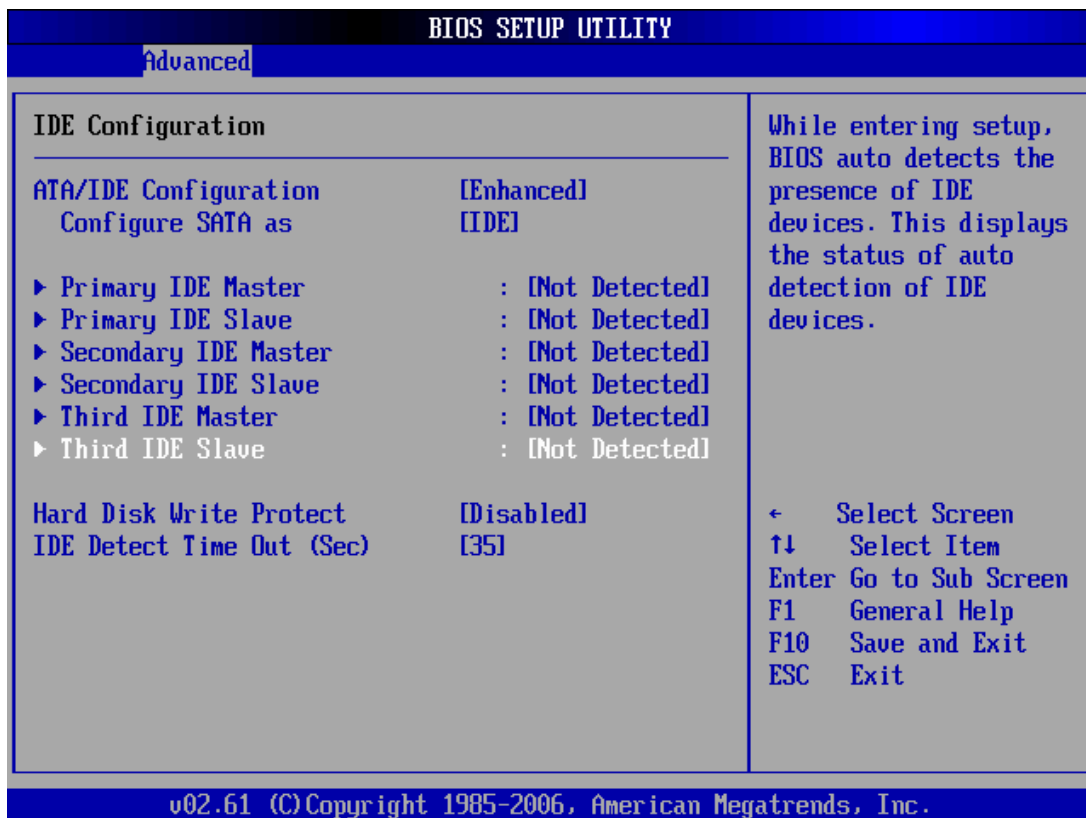 BIOS SETUP UTILITY
Advanced
IDE Configuration
ATA/IDE Configuration [Enhanced]
Configure SATA as [IDE]
Primary IDE Master : [Not Detected]
Primary IDE Slave : [Not Detected]
Secondary IDE Master : [Not Detected]
Secondary IDE Slave : [Not Detected]
Third IDE Master : [Not Detected]
Third IDE Slave : [Not Detected]
Hard Disk Write Protect [Disabled]
IDE Detect Time Out (Sec) [35]
While entering setup,
BIOS auto detects the
presence of IDE
devices. This displays
the status of auto
detection of IDE
devices.
← Select Screen
↑↓ Select Item
Enter Go to Sub Screen
F1 General Help
F10 Save and Exit
ESC Exit
v02.61 (C)Copyright 1985-2006, American Megatrends, Inc.